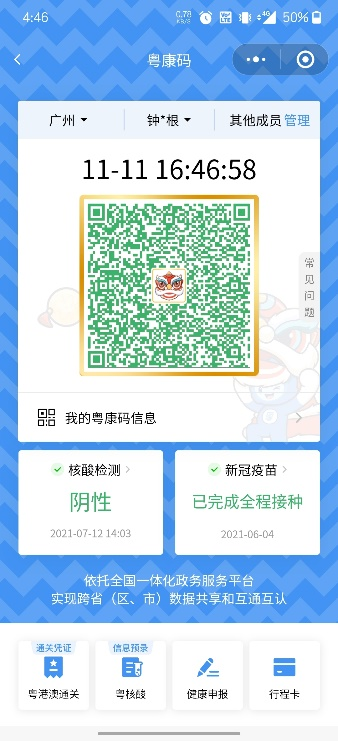 4:46
0.78
KB/S
4G
50%
粤康码
广州
钟*根
其他成员 管理
11-11 16:46:58
常见问题
我的粤康码信息
核酸检测
阴性
2021-07-12 14:03
新冠疫苗
已完成全程接种
2021-06-04
依托全国一体化政务服务平台
实现跨省（区、市）数据共享和互通互认
通关凭证
信息预录
粤港澳通关
粤核酸
健康申报
行程卡